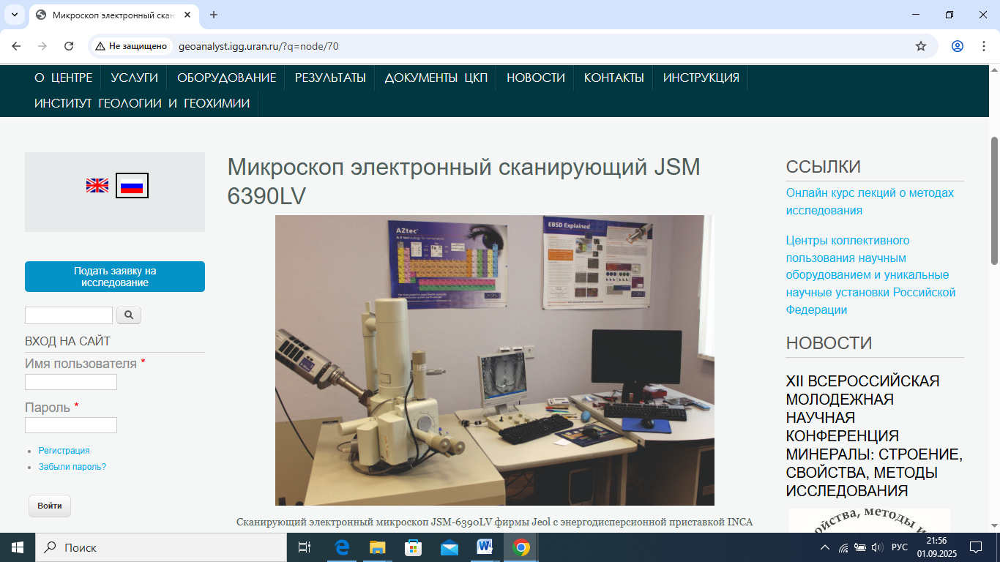 Микроскоп электронный скан
Не защищено
geoanalyst.igg.uran.ru/?q=node/70
О ЦЕНТРЕ
УСЛУГИ
ОБОРУДОВАНИЕ
РЕЗУЛЬТАТЫ
ДОКУМЕНТЫ ЦКП
НОВОСТИ
КОНТАКТЫ
ИНСТРУКЦИЯ
ИНСТИТУТ ГЕОЛОГИИ И ГЕОХИМИИ
Подать заявку на
исследование
ВХОД НА САЙТ
Имя пользователя *
Пароль *
Регистрация
Забыли пароль?
Войти
Микроскоп электронный сканирующий JSM
6390LV
AZtec
EBSD Explained
Сканирующий электронный микроскоп JSM-6390LV фирмы Jeol с энергодисперсионной приставкой INCA
ССЫЛКИ
Онлайн курс лекций о методах
исследования
Центры коллективного
пользования научным
оборудованием и уникальные
научные установки Российской
Федерации
НОВОСТИ
XII ВСЕРОССИЙСКАЯ
МОЛОДЕЖНАЯ
НАУЧНАЯ
КОНФЕРЕНЦИЯ
МИНЕРАЛЫ: СТРОЕНИЕ,
СВОЙСТВА, МЕТОДЫ
ИССЛЕДОВАНИЯ
ойства, методы и
Поиск
РУС
21:56
01.09.2025